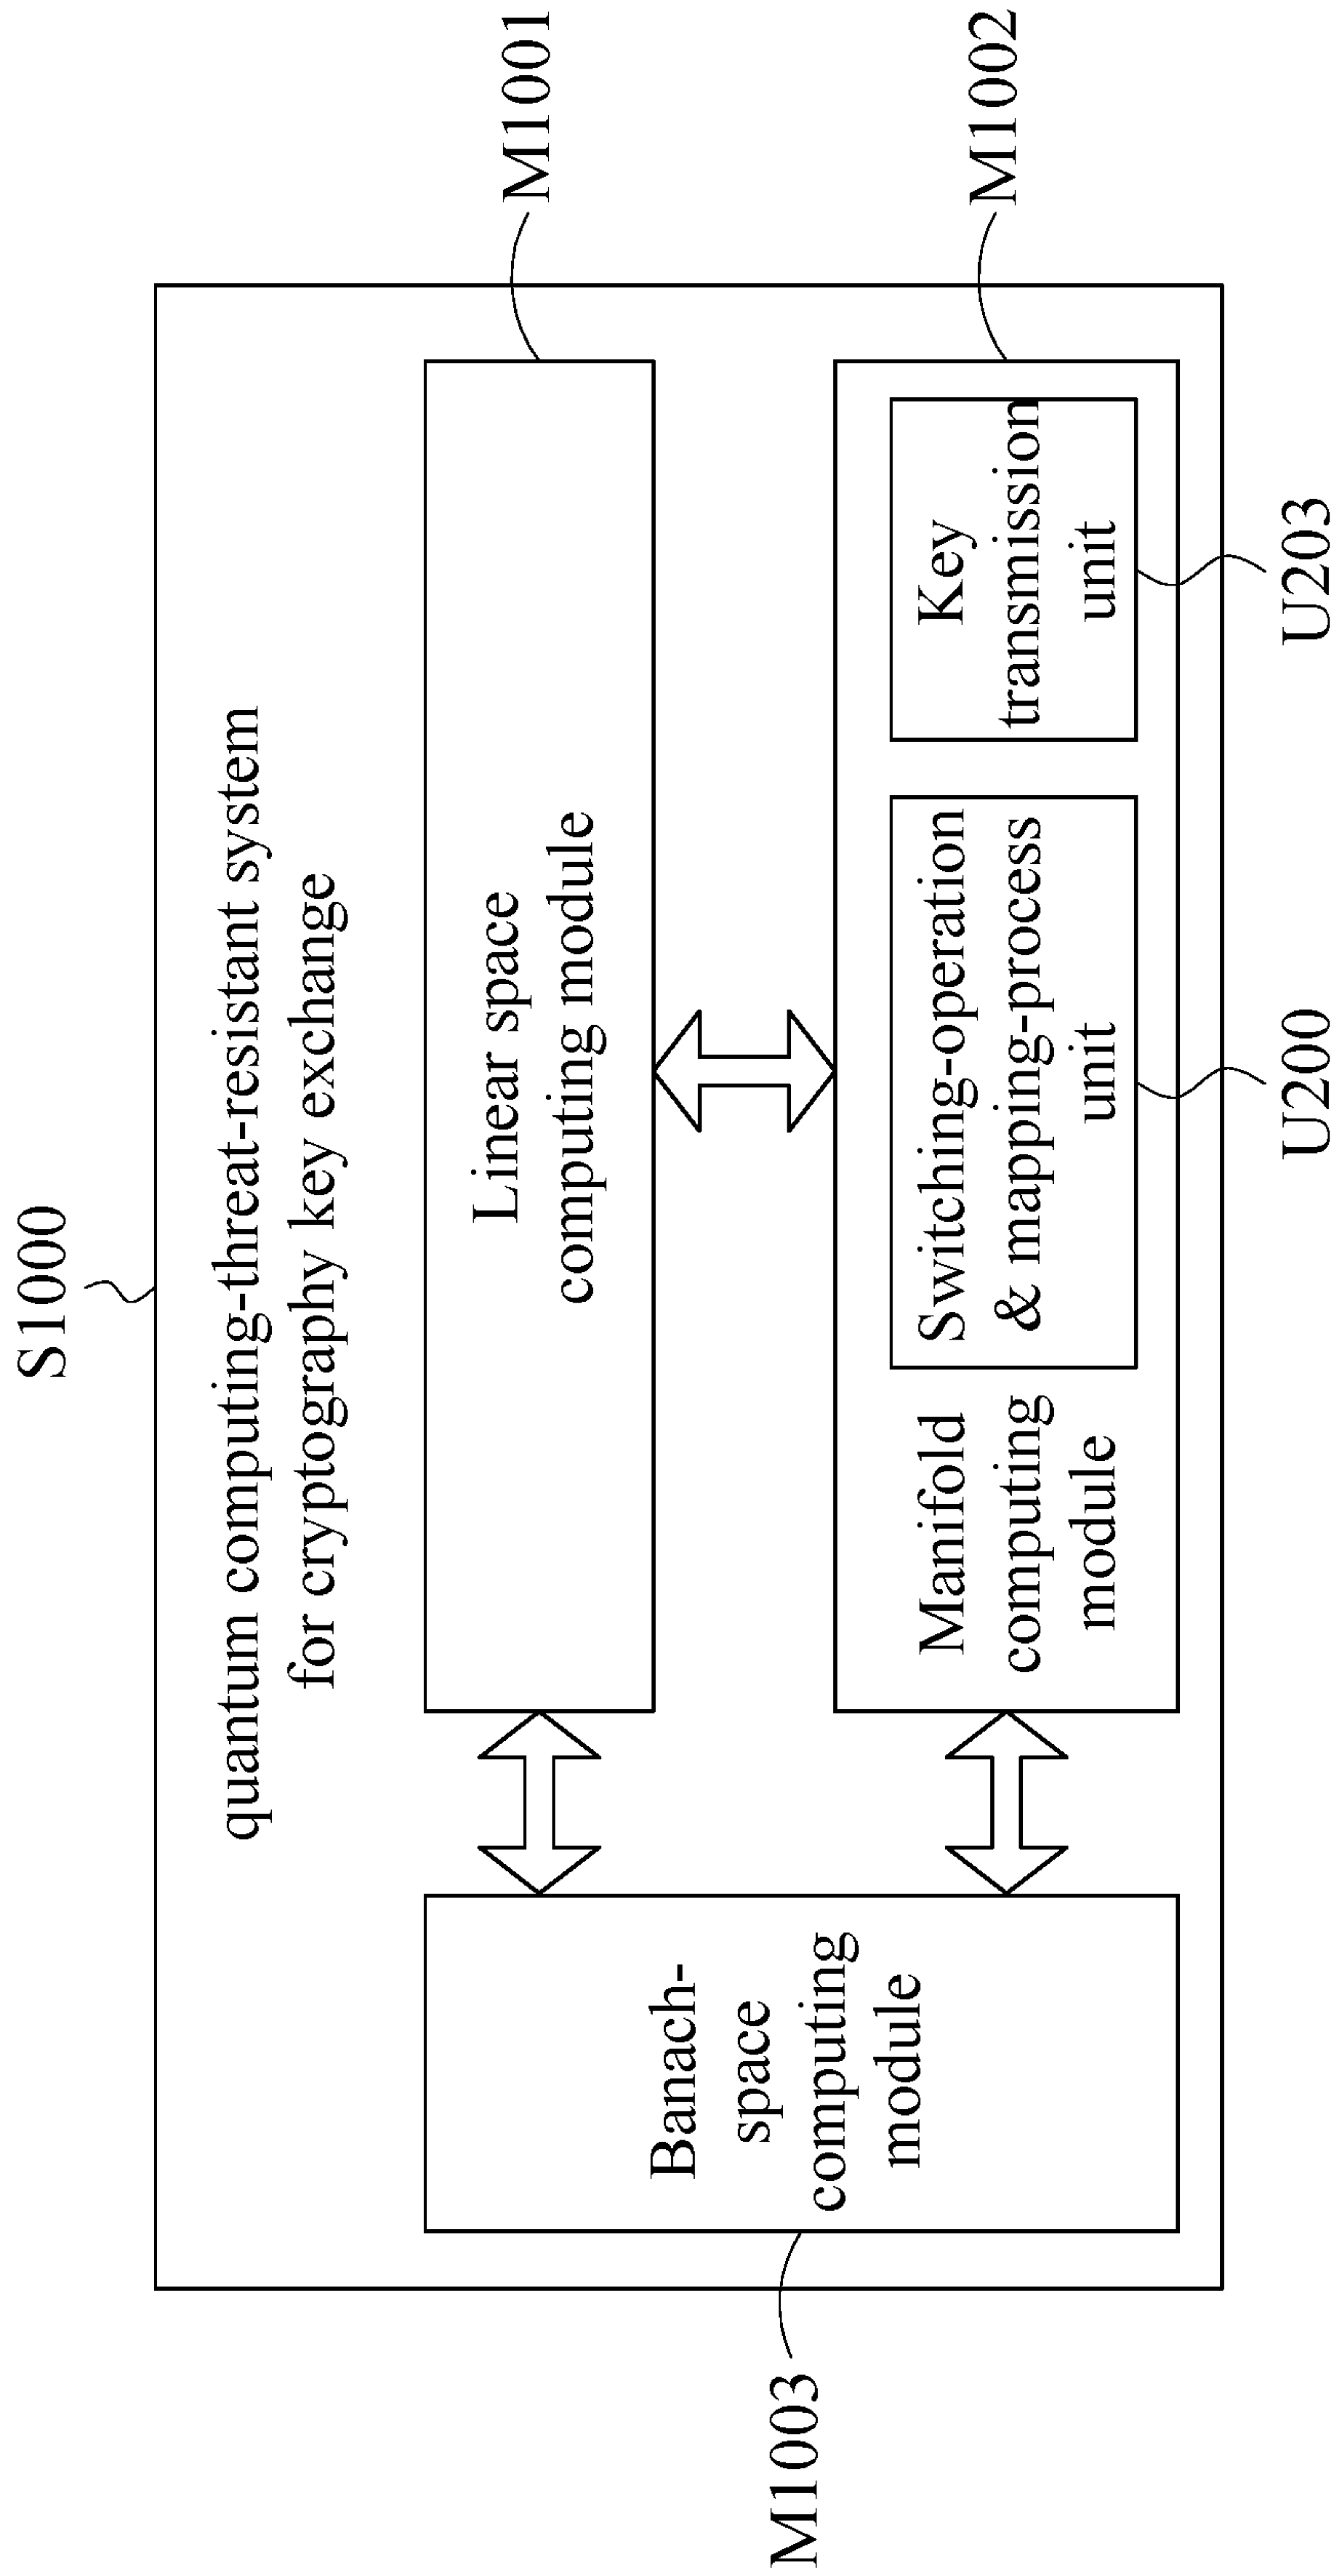 S1000
quantum computing-threat-resistant system
for cryptography key exchange
M1003
Banach-
space
computing
module
Linear space
computing module
M1001
Manifold
computing
module
Switching-operation
& mapping-process
unit
Key
transmission
unit
M1002
U200
U203